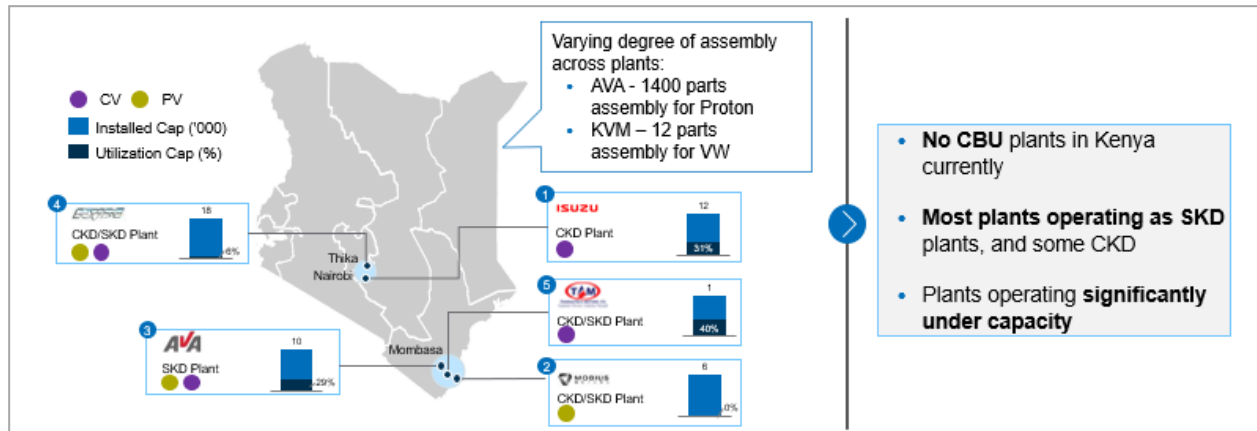 Varying degree of assembly
across plants:
• AVA - 1400 parts
assembly for Proton
• KVM – 12 parts
assembly for VW
CV
PV
Installed Cap ('000)
Utilization Cap (%)
4
CKD/SKD Plant
18
6%
Thika
Nairobi
1
ISUZU
CKD Plant
12
31%
5
TAM
CKD/SKD Plant
1
40%
3
AVA
SKD Plant
10
29%
Mombasa
2
MOBIUS
MOTORS
CKD/SKD Plant
6
0%
• No CBU plants in Kenya
currently
• Most plants operating as SKD
plants, and some CKD
• Plants operating significantly
under capacity